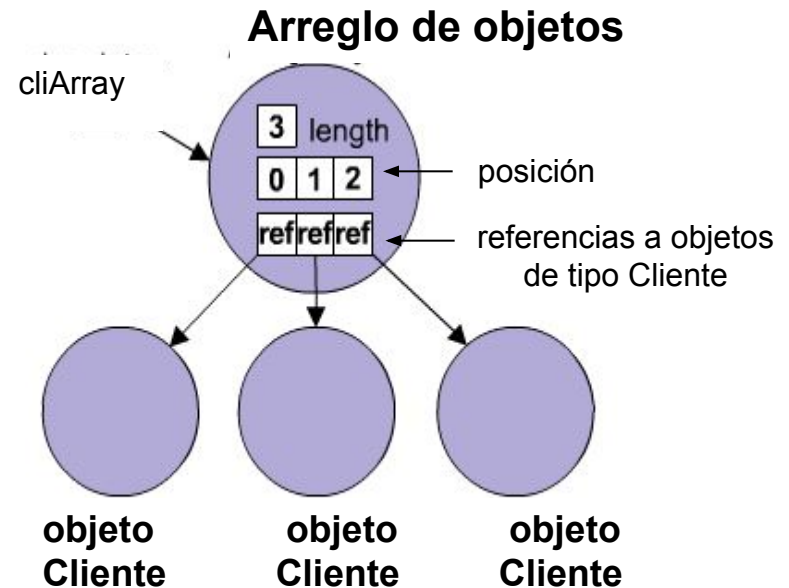 Arreglo de objetos
cliArray
3 length
0 1 2
posición
ref ref ref
referencias a objetos
de tipo Cliente
objeto
Cliente
objeto
Cliente
objeto
Cliente